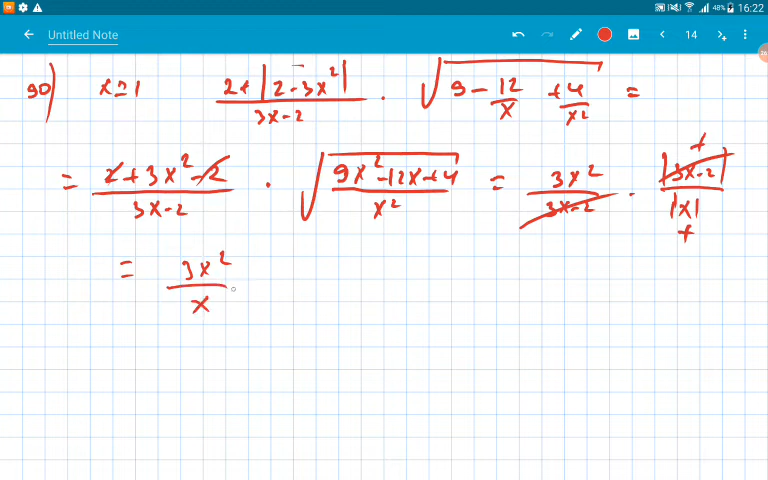 48% 16:22
Untitled Note 14
90) x≥1 2+|2-3x²| / 3x-2 · √(9 - 12/x + 4/x²) =
= 2+3x²-2 / 3x-2 · √(9x²-12x+4 / x²) = 3x² / 3x-2 · |3x-2| / |x| + +
= 3x² / x